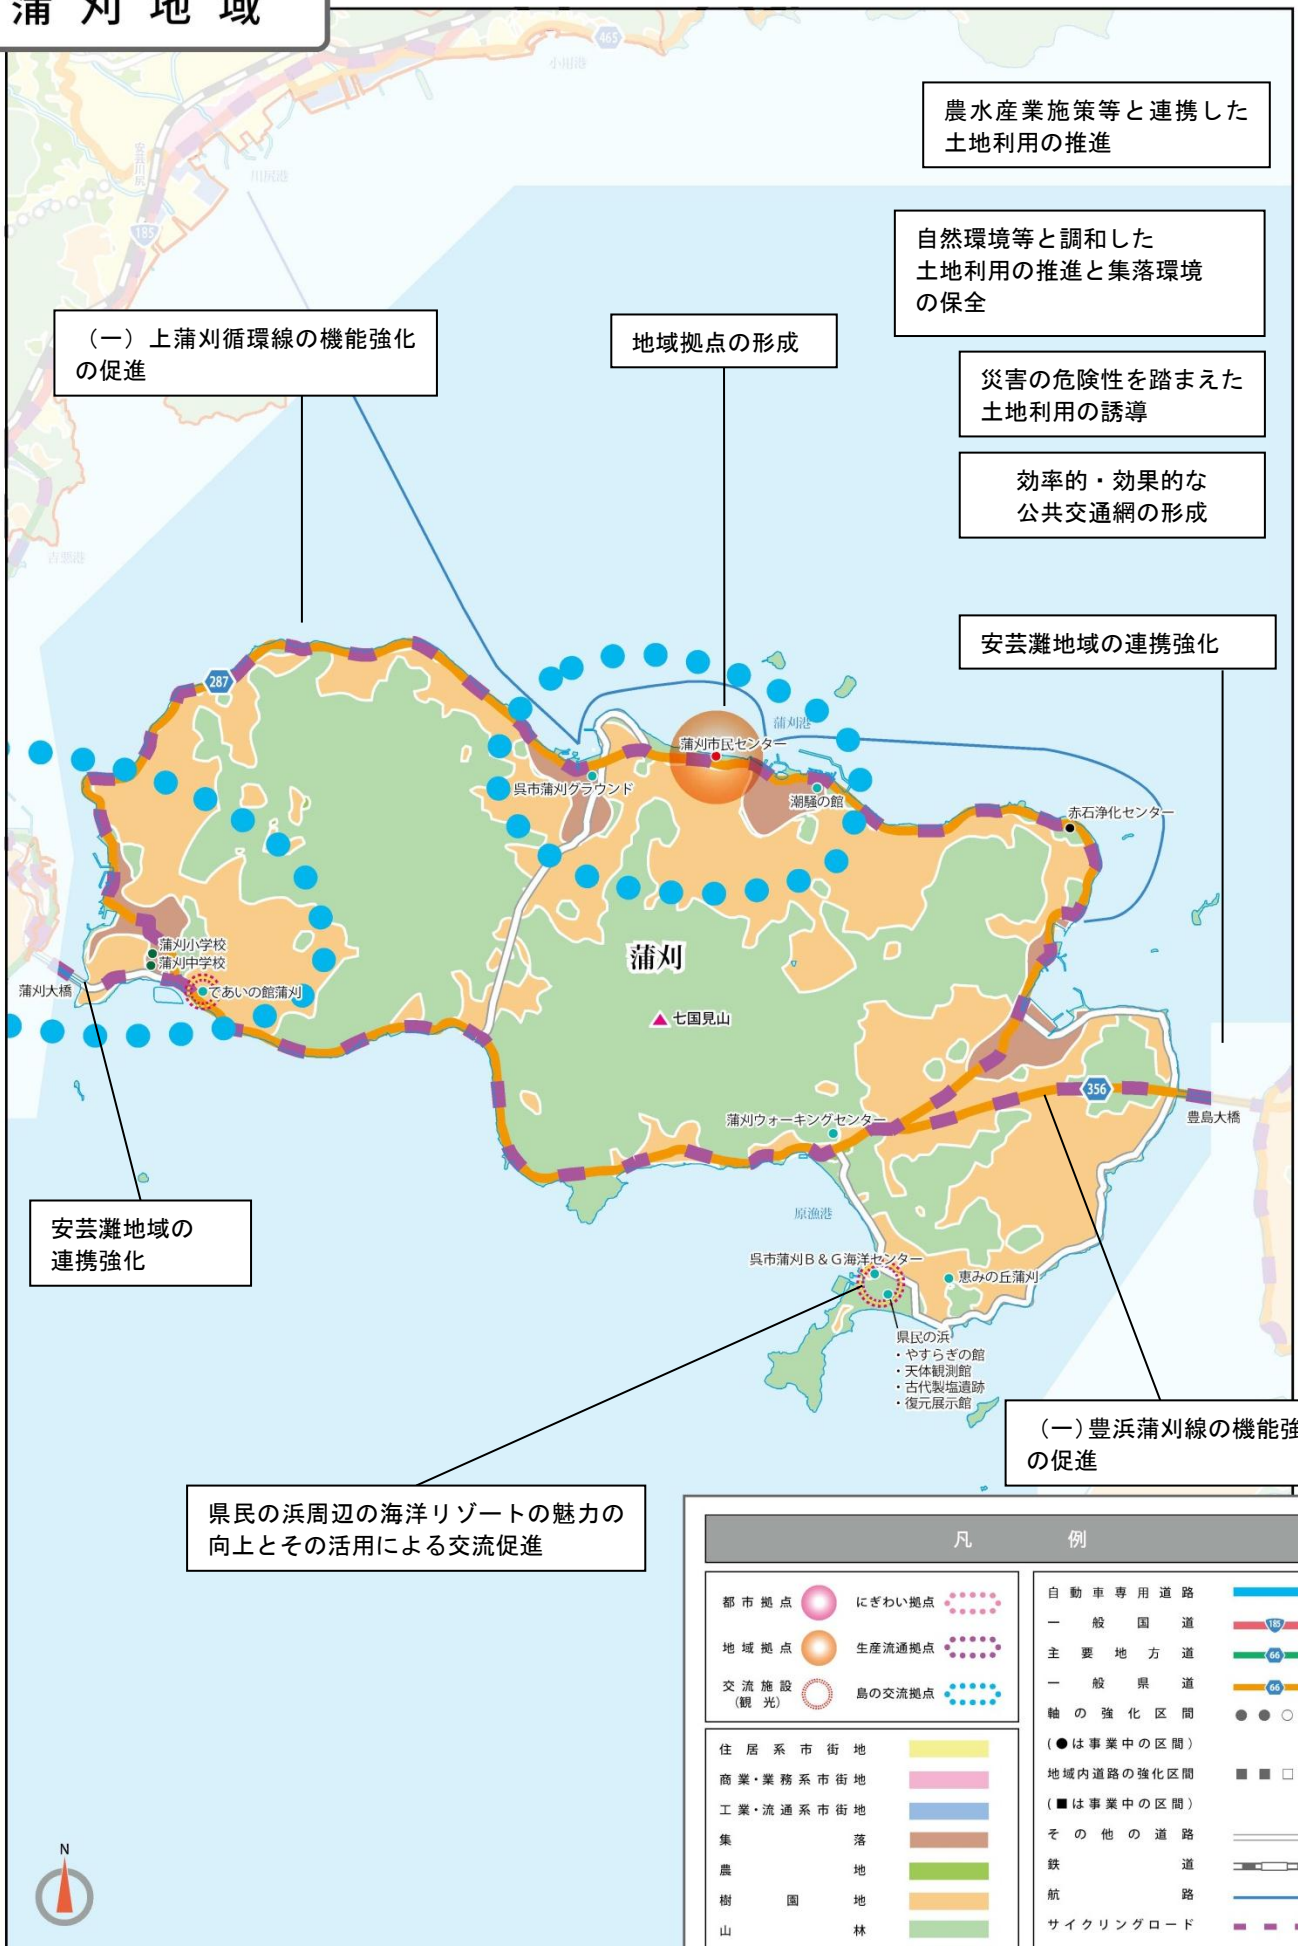 蒲刈地域
465
小用港
安芸川尻
川尻港
185
農水産業施策等と連携した
土地利用の推進
自然環境等と調和した
土地利用の推進と集落環境
の保全
（一）上蒲刈循環線の機能強化
の促進
地域拠点の形成
災害の危険性を踏まえた
土地利用の誘導
効率的・効果的な
公共交通網の形成
安芸灘地域の連携強化
287
蒲刈港
蒲刈市民センター
呉市蒲刈グラウンド
潮騒の館
赤石浄化センター
蒲刈小学校
蒲刈中学校
蒲刈大橋
であいの館蒲刈
蒲刈
七国見山
356
豊島大橋
蒲刈ウォーキングセンター
安芸灘地域の
連携強化
原漁港
呉市蒲刈Ｂ＆Ｇ海洋センター
恵みの丘蒲刈
県民の浜
・やすらぎの館
・天体観測館
・古代製塩遺跡
・復元展示館
（一）豊浜蒲刈線の機能強
の促進
県民の浜周辺の海洋リゾートの魅力の
向上とその活用による交流促進
凡例
都市拠点
にぎわい拠点
地域拠点
生産流通拠点
交流施設
（観光）
島の交流拠点
住居系市街地
商業・業務系市街地
工業・流通系市街地
集落
農地
樹園地
山林
自動車専用道路
一般国道
185
主要地方道
66
一般県道
66
軸の強化区間
（●は事業中の区間）
地域内道路の強化区間
（■は事業中の区間）
その他の道路
鉄道
航路
サイクリングロード
N